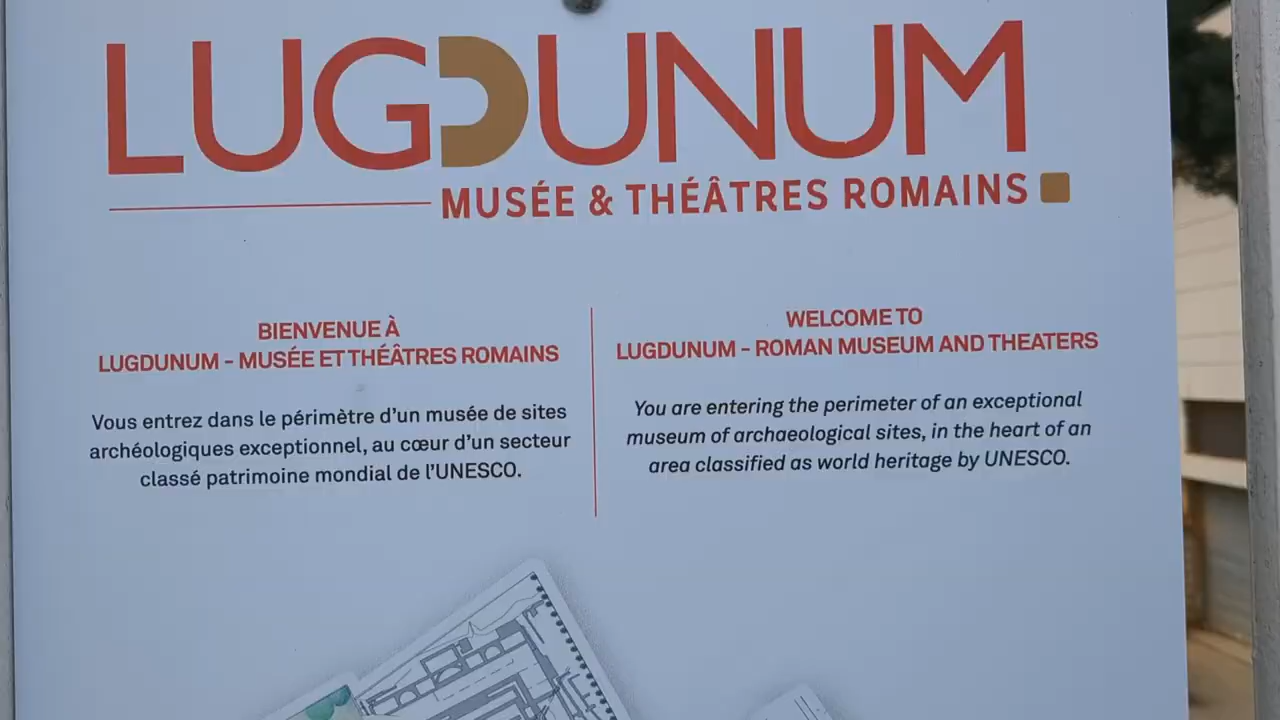 LUGDUNUM
MUSÉE & THÉÂTRES ROMAINS
BIENVENUE À
LUGDUNUM – MUSÉE ET THÉÂTRES ROMAINS
Vous entrez dans le périmètre d'un musée de sites
archéologiques exceptionnel, au cœur d'un secteur
classé patrimoine mondial de l'UNESCO.
WELCOME TO
LUGDUNUM – ROMAN MUSEUM AND THEATERS
You are entering the perimeter of an exceptional
museum of archaeological sites, in the heart of an
area classified as world heritage by UNESCO.